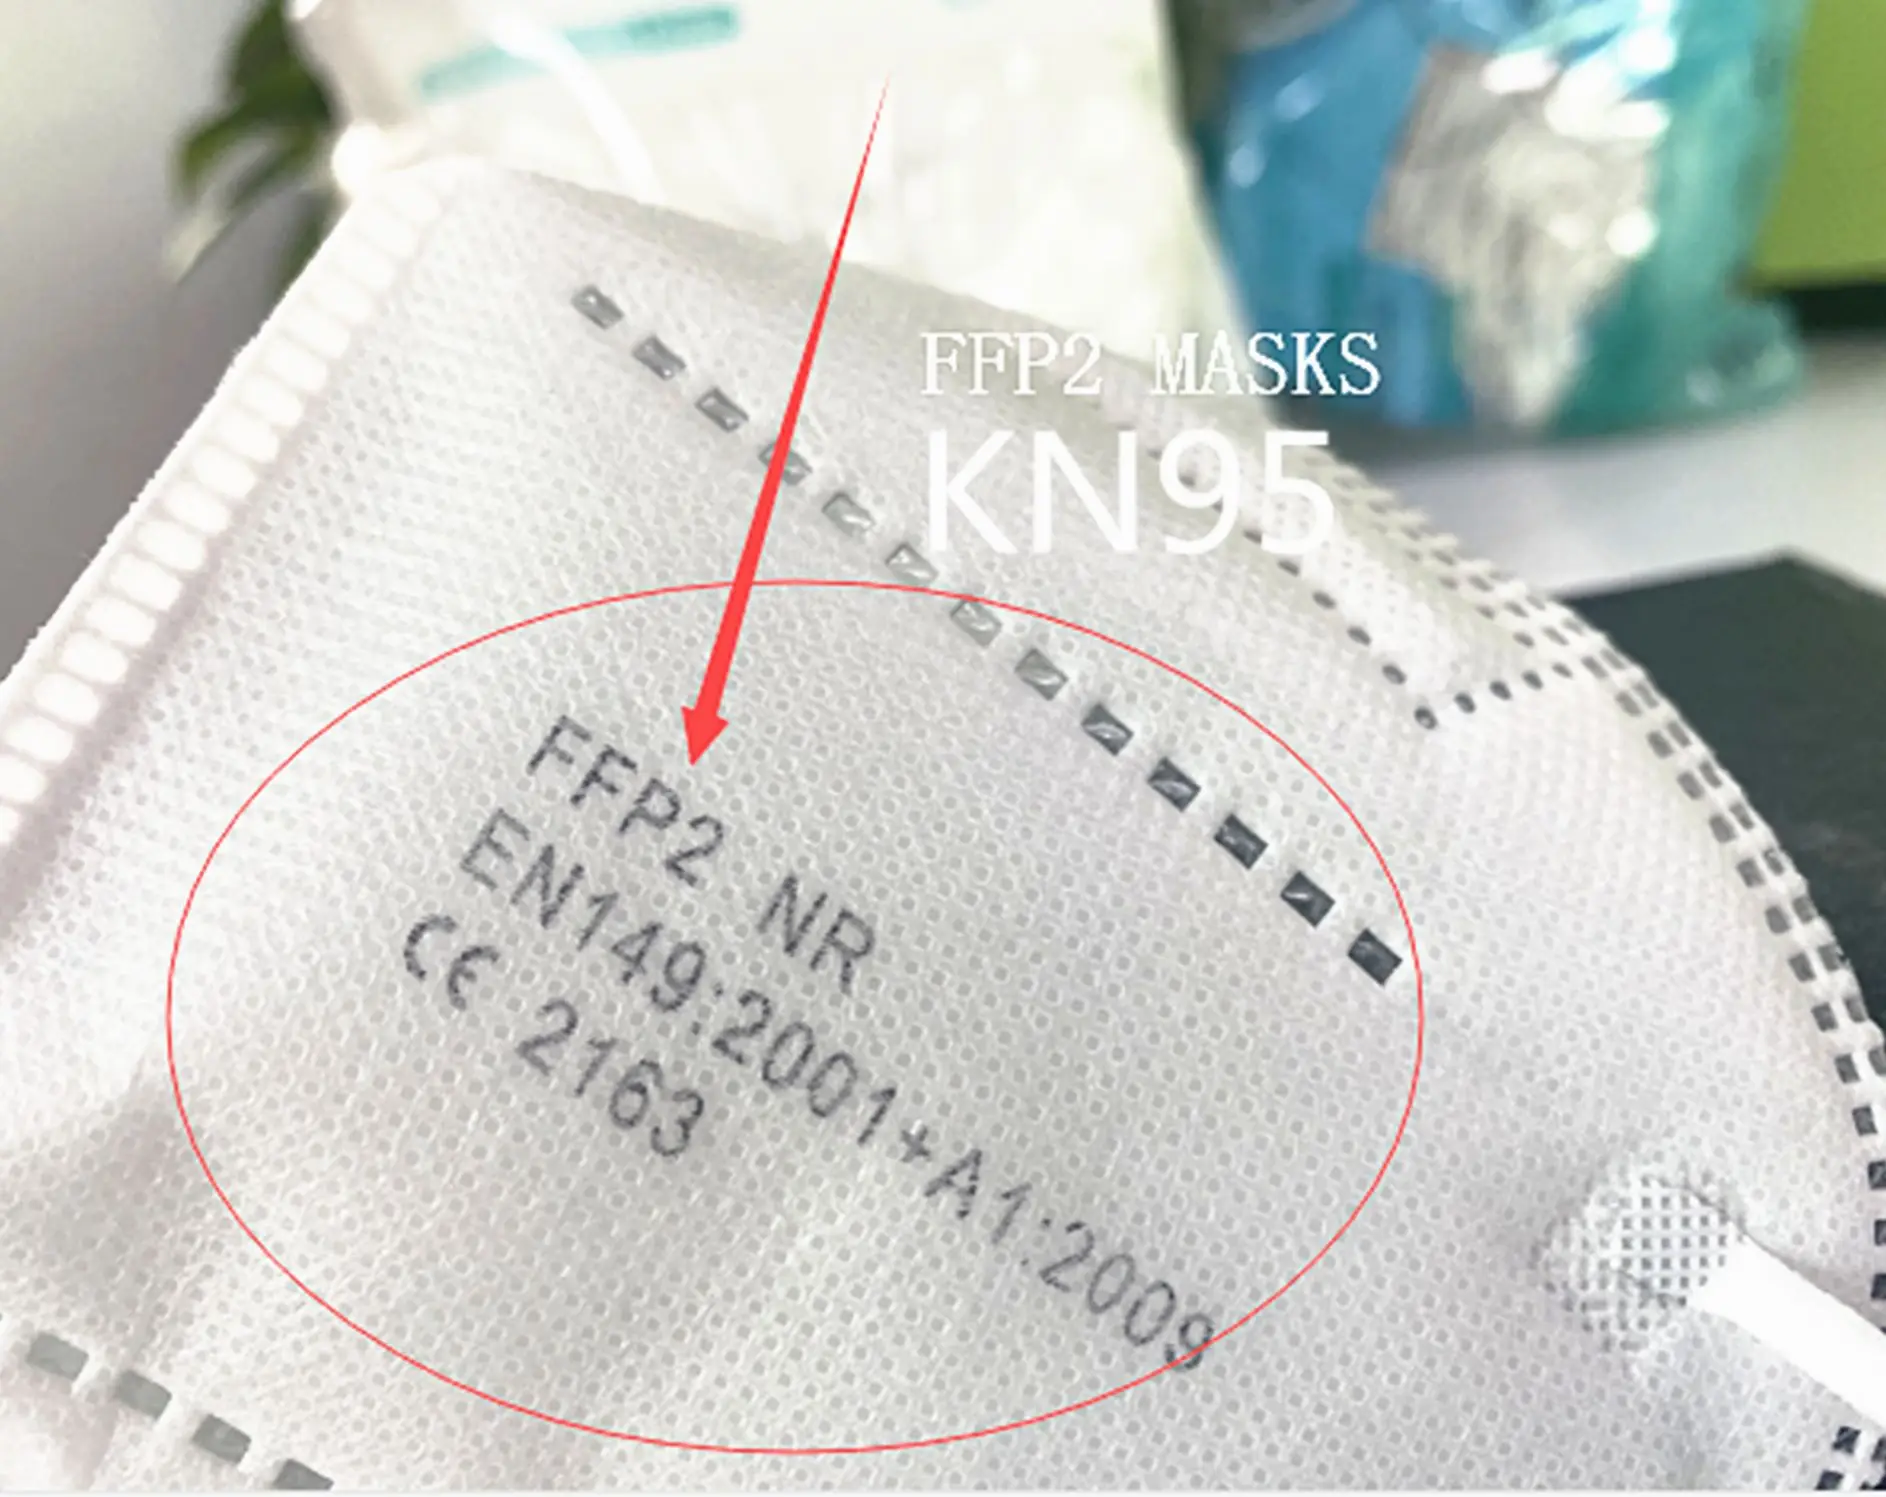 FFP2 MASKS
KN95
FFP2 NR
EN149:2001+A1:2009
CE 2163